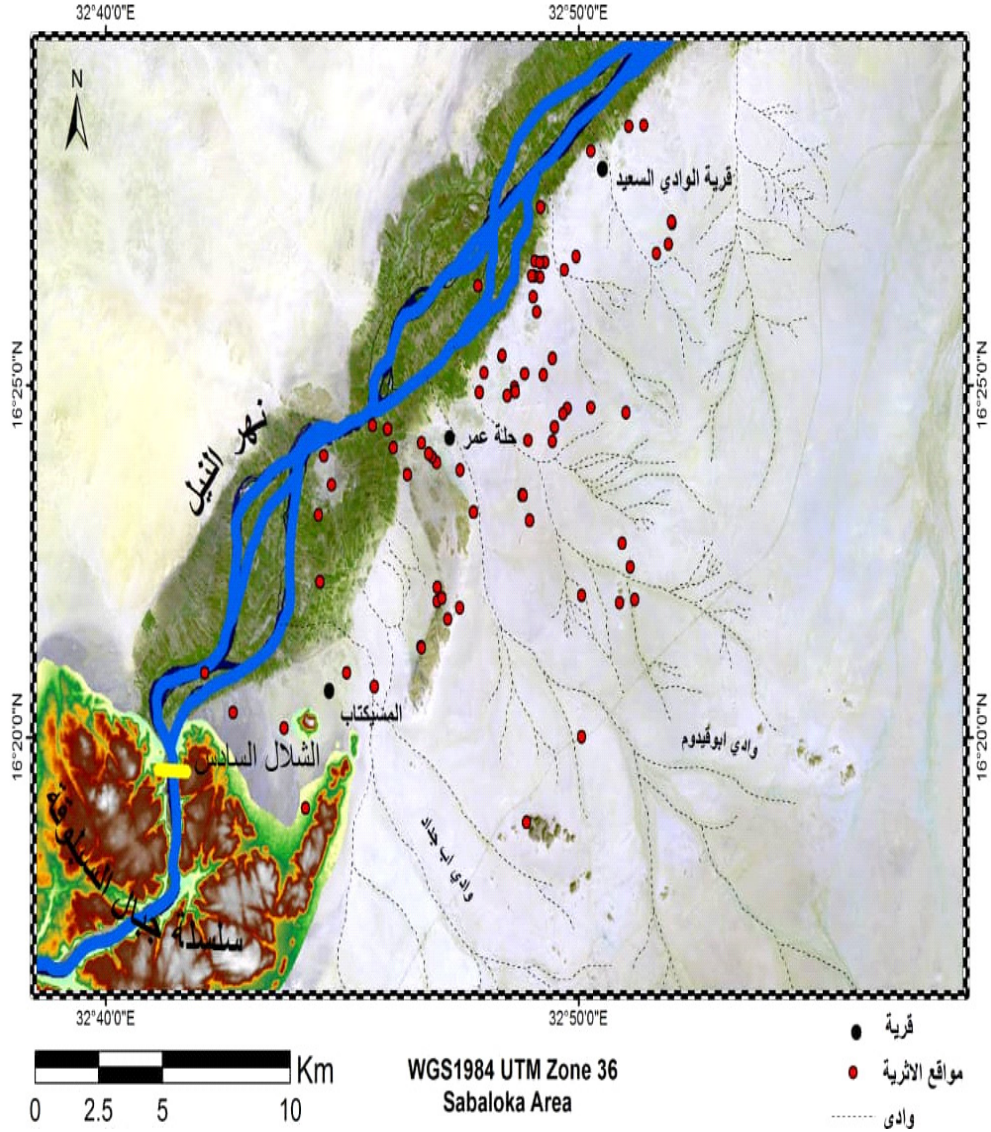 32°40'0"E
32°50'0"E
N
قرية الوادي السعيد
16°25'0"N
16°25'0"N
حلة عمر
نهر النيل
المسيكتاب
16°20'0"N
16°20'0"N
وادي ابوقيدوم
الشلال السادس
سلسلة جبال السبلوقة
وادي اب جداد
32°40'0"E
32°50'0"E
قرية
مواقع الاثرية
وادي
Km
0 2.5 5 10
WGS1984 UTM Zone 36
Sabaloka Area